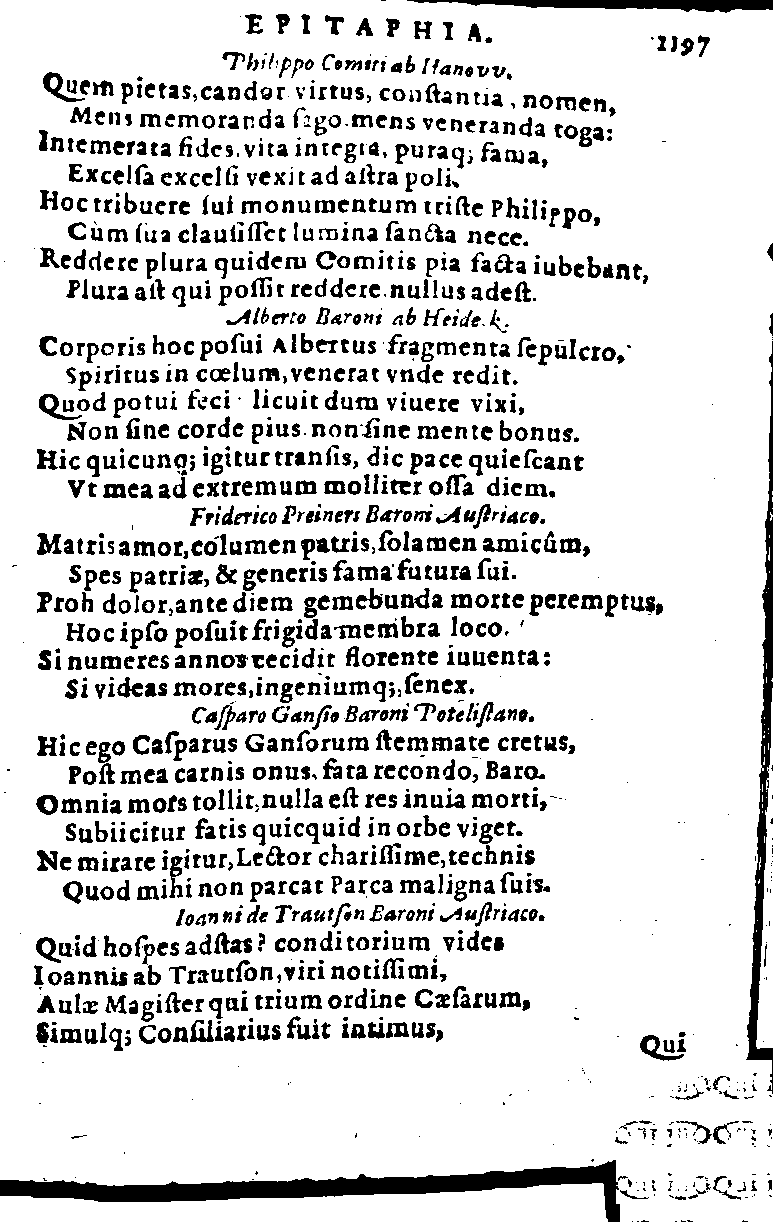 EPITAPHIA. 1197
Philippo Comiti ab Hanovv.
Quem pietas, candor virtus, conſtantia, nomen,
Mens memoranda ſago. mens veneranda toga:
Intemerata fides, vita integra, puraq; fama,
Excelſa excelſi vexit ad aſtra poli.
Hoc tribuere ſui monumentum triſte Philippo,
Cùm ſua clauſiſſet lumina ſancta nece.
Reddere plura quidem Comitis pia facta iubebant,
Plura aſt qui poſſit reddere. nullus adeſt.
Alberto Baroni ab Heidek.
Corporis hoc poſui Albertus fragmenta ſepulcro,
Spiritus in cœlum, venerat vnde redit.
Quod potui feci licuit dum viuere vixi,
Non ſine corde pius. non ſine mente bonus.
Hic quicunq; igitur tranſis, dic pace quieſcant
Vt mea ad extremum molliter oſſa diem.
Friderico Preiners Baroni Auſtriaco.
Matris amor, columen patris, ſolamen amicûm,
Spes patriæ, & generis fama futura ſui.
Proh dolor, ante diem gemebunda morte peremptus,
Hoc ipſo poſuit frigida membra loco.
Si numeres annos cecidit florente iuuenta:
Si videas mores, ingeniumq;, ſenex.
Caſparo Ganſio Baroni Poteliſtano.
Hic ego Caſparus Ganſorum ſtemmate cretus,
Poſt mea carnis onus, fata recondo, Baro.
Omnia mors tollit, nulla eſt res inuia morti,
Subiicitur fatis quicquid in orbe viget.
Ne mirare igitur, Lector chariſſime, technis
Quod mihi non parcat Parca maligna ſuis.
Ioanni de Trautſon Baroni Auſtriaco.
Quid hoſpes adſtas? conditorium vides
Ioannis ab Trautſon, viri notiſſimi,
Aulæ Magiſter qui trium ordine Cæſarum,
Simulq; Conſiliarius fuit intimus,
Qui